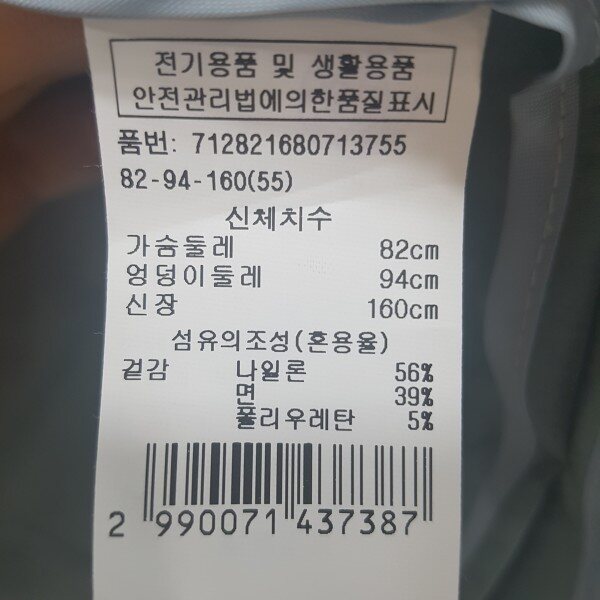 전기용품 및 생활용품
안전관리법에의한품질표시
품번: 712821680713755
82-94-160(55)
신체치수
가슴둘레 82cm
엉덩이둘레 94cm
신장 160cm
섬유의조성(혼용율)
겉감 나일론 56%
면 39%
폴리우레탄 5%
2 990071 437387